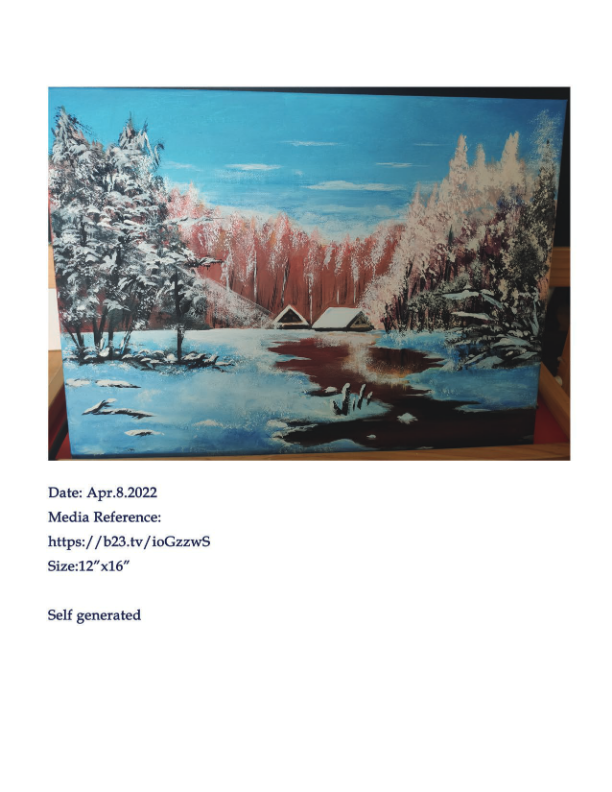 Date: Apr.8.2022
Media Reference:
https://b23.tv/ioGzzwS
Size:12”x16”
Self generated